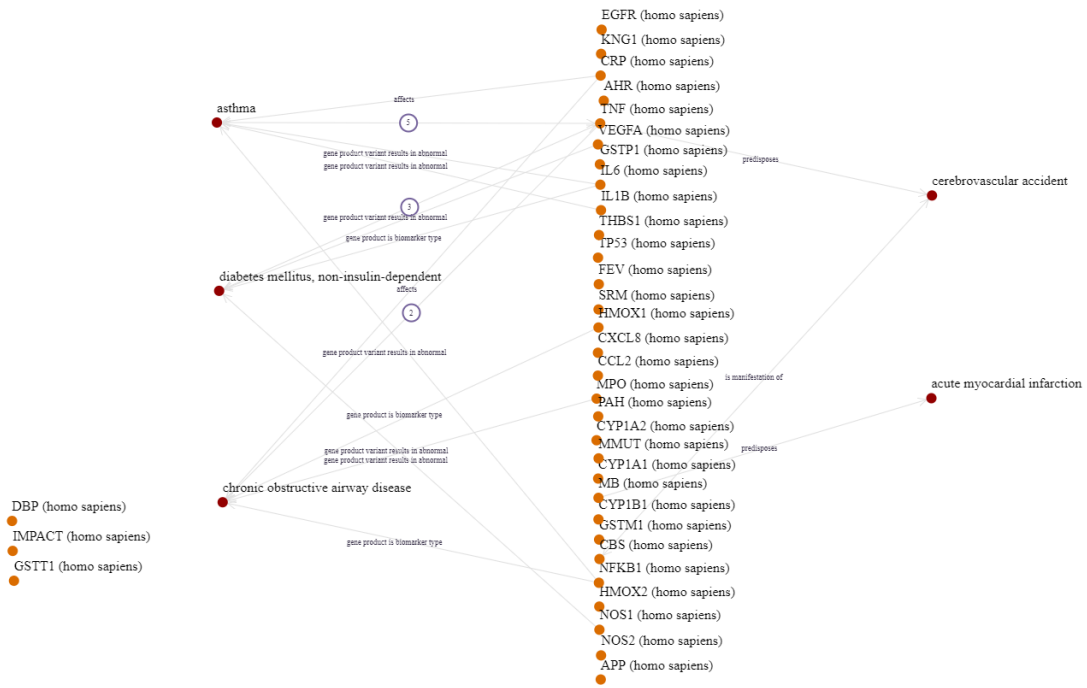 EGFR (homo sapiens)
KNG1 (homo sapiens)
CRP (homo sapiens)
AHR (homo sapiens)
affects
asthma
TNF (homo sapiens)
5
VEGFA (homo sapiens)
GSTP1 (homo sapiens)
gene product variant results in abnormal
predisposes
gene product variant results in abnormal
IL6 (homo sapiens)
cerebrovascular accident
IL1B (homo sapiens)
3
gene product variant results in abnormal
THBS1 (homo sapiens)
gene product is biomarker type
TP53 (homo sapiens)
FEV (homo sapiens)
diabetes mellitus, non-insulin-dependent
affects
SRM (homo sapiens)
2
HMOX1 (homo sapiens)
CXCL8 (homo sapiens)
gene product variant results in abnormal
CCL2 (homo sapiens)
is manifestation of
MPO (homo sapiens)
acute myocardial infarction
PAH (homo sapiens)
gene product is biomarker type
CYP1A2 (homo sapiens)
MMUT (homo sapiens)
gene product variant results in abnormal
predisposes
gene product variant results in abnormal
CYP1A1 (homo sapiens)
MB (homo sapiens)
chronic obstructive airway disease
CYP1B1 (homo sapiens)
DBP (homo sapiens)
GSTM1 (homo sapiens)
IMPACT (homo sapiens)
gene product is biomarker type
CBS (homo sapiens)
GSTT1 (homo sapiens)
NFKB1 (homo sapiens)
HMOX2 (homo sapiens)
NOS1 (homo sapiens)
NOS2 (homo sapiens)
APP (homo sapiens)